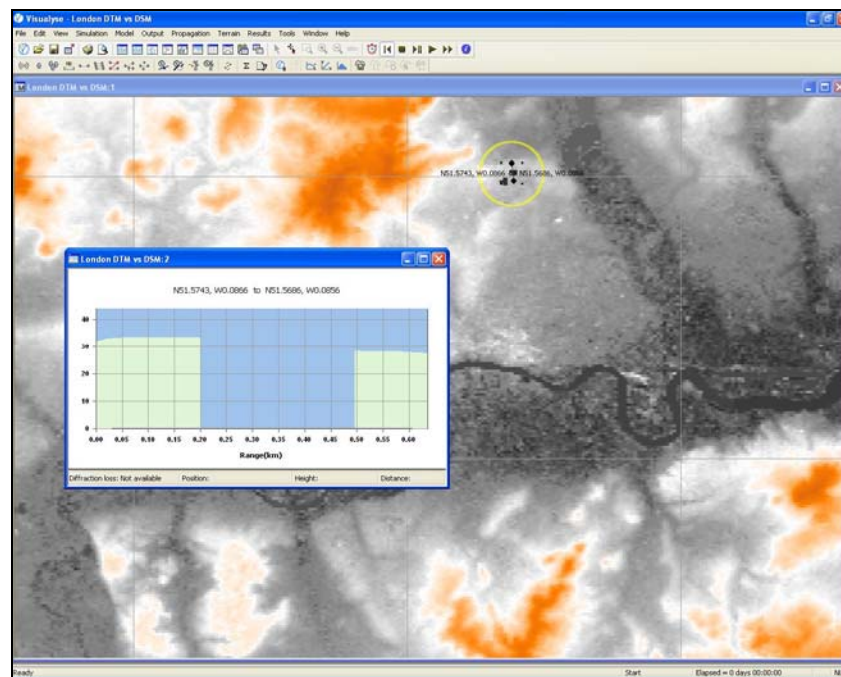 Visualyse - London DTM vs DSM
File Edit View Simulation Model Output Propagation Terrain Results Tools Window Help
London DTM vs DSM:1
N51.5743, W0.0866 N51.5686, W0.0856
London DTM vs DSM:2
N51.5743, W0.0866 to N51.5686, W0.0856
40
30
20
10
0
0.00 0.05 0.10 0.15 0.20 0.25 0.30 0.35 0.40 0.45 0.50 0.55 0.60
Range(km)
Diffraction loss: Not available Position: Height: Distance:
Ready Start Elapsed = 0 days 00:00:00